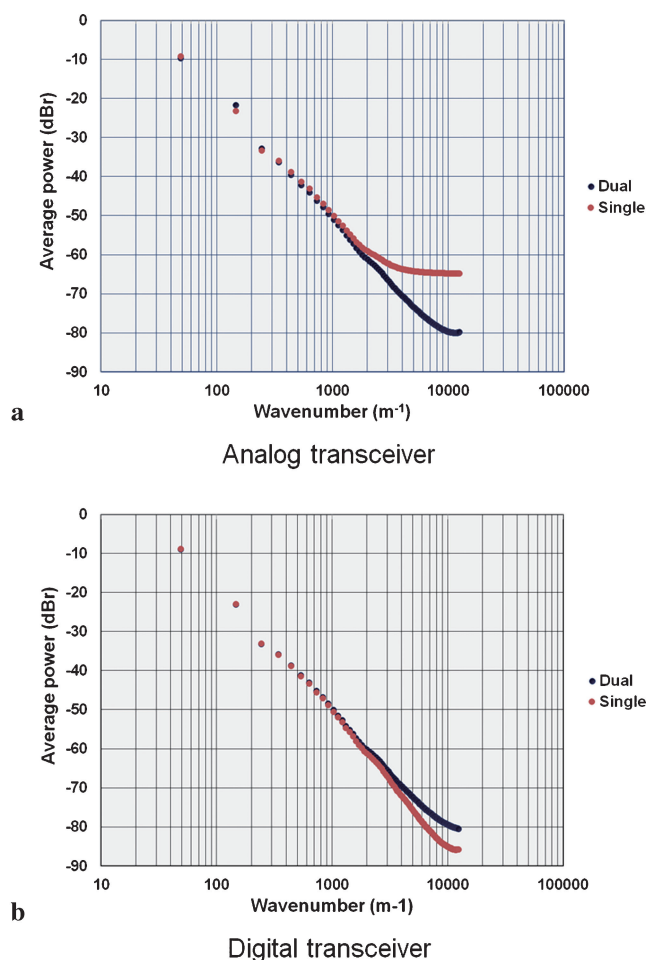 0
-10
-20
-30
-40
-50
-60
-70
-80
-90
Average power (dBr)
10 100 1000 10000 100000
Wavenumber (m-1)
Dual
Single
a
Analog transceiver
0
-10
-20
-30
-40
-50
-60
-70
-80
-90
Average power (dBr)
10 100 1000 10000 100000
Wavenumber (m-1)
Dual
Single
b
Digital transceiver